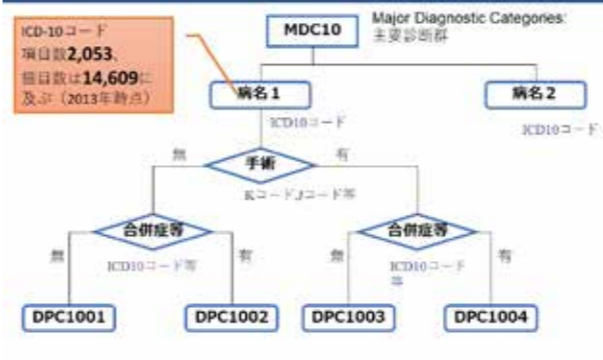 ICD-10コード
項目数2,053、
細目数は14,609に
及ぶ（2013年時点）
MDC10
Major Diagnostic Categories:
主要診断群
病名1
病名2
ICD10コード
ICD10コード
無
手術
有
Kコード,Jコード等
合併症等
合併症等
無
ICD10コード等
有
無
ICD10コード
等
有
DPC1001
DPC1002
DPC1003
DPC1004